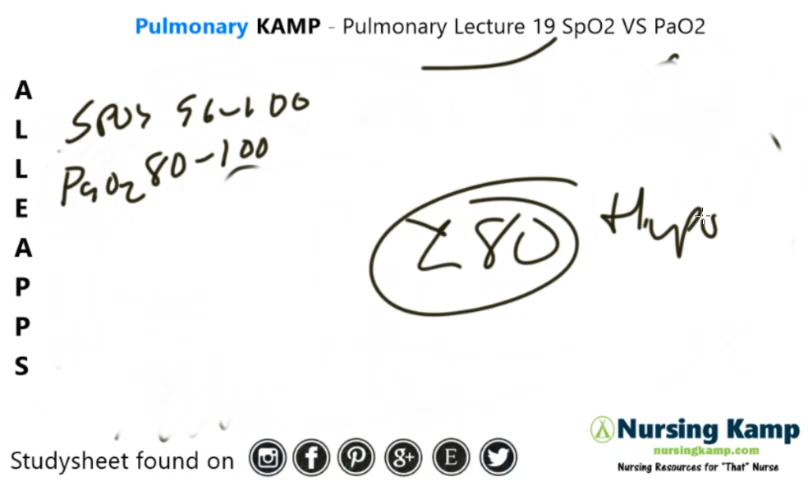 Pulmonary KAMP - Pulmonary Lecture 19 SpO2 VS PaO2
A
L
L
E
A
P
P
S
SPO2 96-100
PaO2 80-100
<80
Hypo
Studysheet found on
E
g+
Nursing Kamp
nursingkamp.com
Nursing Resources for "That" Nurse